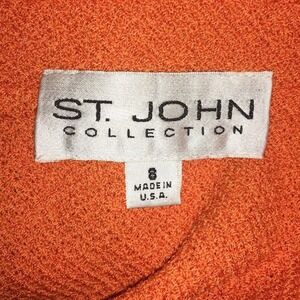 ST. JOHN
COLLECTION
8
MADE IN
U.S.A.